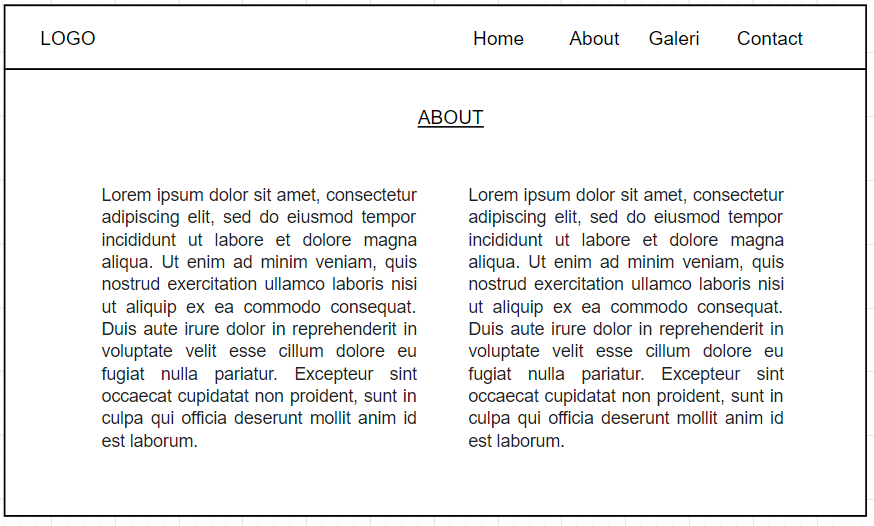 LOGO Home About Galeri Contact
ABOUT
Lorem ipsum dolor sit amet, consectetur
adipiscing elit, sed do eiusmod tempor
incididunt ut labore et dolore magna
aliqua. Ut enim ad minim veniam, quis
nostrud exercitation ullamco laboris nisi
ut aliquip ex ea commodo consequat.
Duis aute irure dolor in reprehenderit in
voluptate velit esse cillum dolore eu
fugiat nulla pariatur. Excepteur sint
occaecat cupidatat non proident, sunt in
culpa qui officia deserunt mollit anim id
est laborum.
Lorem ipsum dolor sit amet, consectetur
adipiscing elit, sed do eiusmod tempor
incididunt ut labore et dolore magna
aliqua. Ut enim ad minim veniam, quis
nostrud exercitation ullamco laboris nisi
ut aliquip ex ea commodo consequat.
Duis aute irure dolor in reprehenderit in
voluptate velit esse cillum dolore eu
fugiat nulla pariatur. Excepteur sint
occaecat cupidatat non proident, sunt in
culpa qui officia deserunt mollit anim id
est laborum.